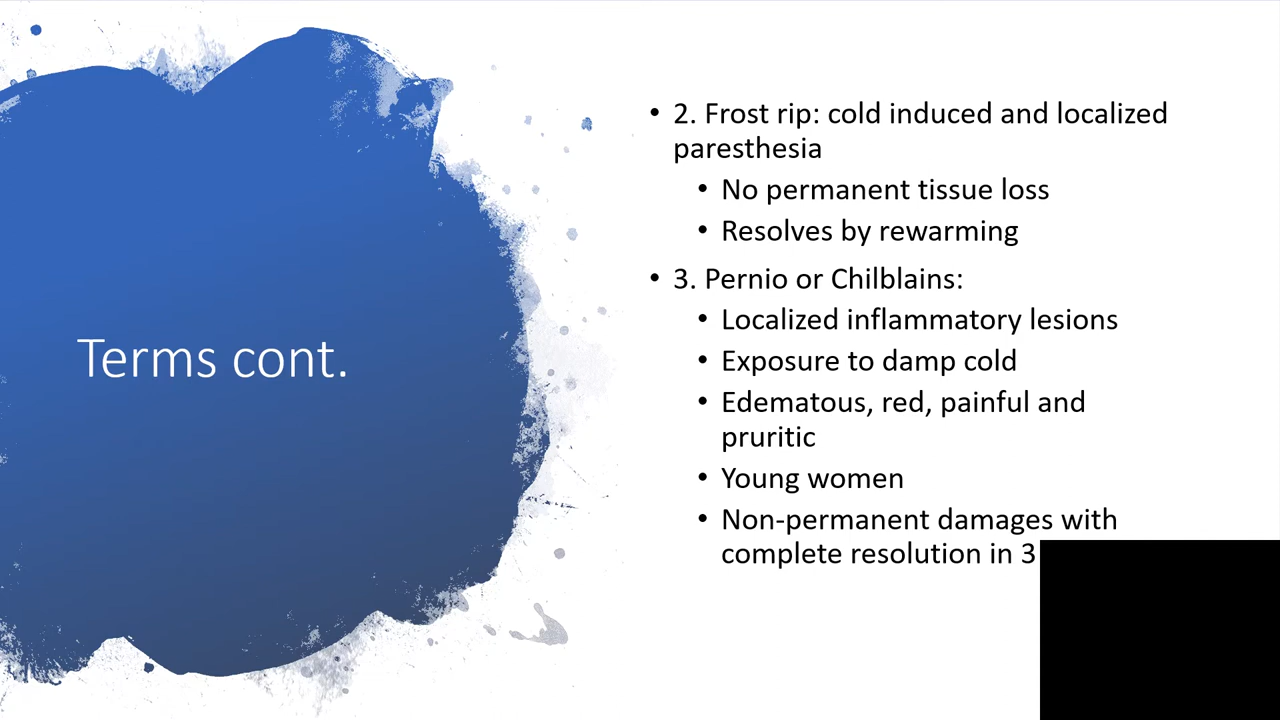 Terms cont.
• 2. Frost rip: cold induced and localized
paresthesia
• No permanent tissue loss
• Resolves by rewarming
• 3. Pernio or Chilblains:
• Localized inflammatory lesions
• Exposure to damp cold
• Edematous, red, painful and
pruritic
• Young women
• Non-permanent damages with
complete resolution in 3